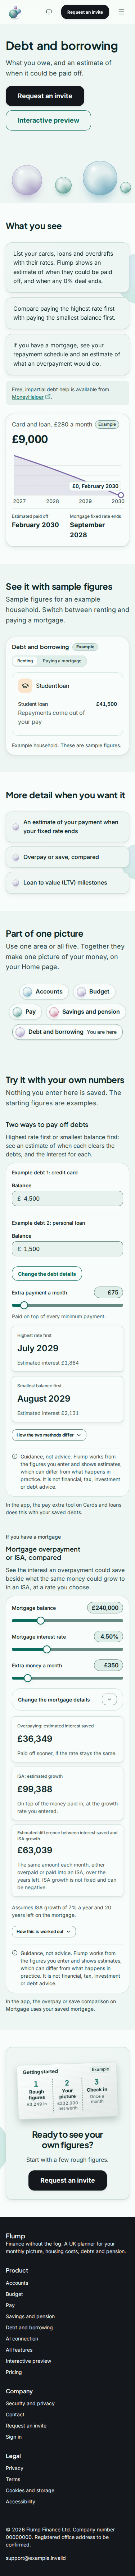 Request an invite
Debt and borrowing
What you owe, and an estimate of
when it could be paid off.
Request an invite
Interactive preview
What you see
List your cards, loans and overdrafts
with their rates. Flump shows an
estimate of when each could be paid
off, and when any 0% deal ends.
Compare paying the highest rate first
with paying the smallest balance first.
If you have a mortgage, see your
repayment schedule and an estimate of
what an overpayment would do.
Free, impartial debt help is available from
MoneyHelper.
Card and loan, £280 a month Example
£9,000
£0, February 2030
2027 2028 2029 2030
Estimated paid off
February 2030
Mortgage fixed rate ends
September
2028
See it with sample figures
Sample figures for an example
household. Switch between renting and
paying a mortgage.
Debt and borrowing Example
Renting Paying a mortgage
Student loan
Student loan £41,500
Repayments come out of
your pay
Example household. These are sample figures.
More detail when you want it
An estimate of your payment when
your fixed rate ends
Overpay or save, compared
Loan to value (LTV) milestones
Part of one picture
Use one area or all five. Together they
make one picture of your money, on
your Home page.
Accounts
Budget
Pay
Savings and pension
Debt and borrowing You are here
Try it with your own numbers
Nothing you enter here is saved. The
starting figures are examples.
Two ways to pay off debts
Highest rate first or smallest balance first:
see an estimate of when each clears the
debts, and the interest for each.
Example debt 1: credit card
Balance
£ 4,500
Example debt 2: personal loan
Balance
£ 1,500
Change the debt details
Extra payment a month £75
Paid on top of every minimum payment.
Highest rate first
July 2029
Estimated interest £1,864
Smallest balance first
August 2029
Estimated interest £2,131
How the two methods differ
Guidance, not advice. Flump works from
the figures you enter and shows estimates,
which can differ from what happens in
practice. It is not financial, tax, investment
or debt advice.
In the app, the pay extra tool on Cards and loans
does this with your saved debts.
If you have a mortgage
Mortgage overpayment
or ISA, compared
See the interest an overpayment could save
beside what the same money could grow to
in an ISA, at a rate you choose.
Mortgage balance £240,000
Mortgage interest rate 4.50%
Extra money a month £350
Change the mortgage details
Overpaying: estimated interest saved
£36,349
Paid off sooner, if the rate stays the same.
ISA: estimated growth
£99,388
On top of the money paid in, at the growth
rate you entered.
Estimated difference between interest saved and
ISA growth
£63,039
The same amount each month, either
overpaid or paid into an ISA, over the
years left. ISA growth is not fixed and can
be negative.
Assumes ISA growth of 7% a year and 20
years left on the mortgage.
How this is worked out
Guidance, not advice. Flump works from
the figures you enter and shows estimates,
which can differ from what happens in
practice. It is not financial, tax, investment
or debt advice.
In the app, the overpay or save comparison on
Mortgage uses your saved mortgage.
Getting started Example
1
Rough
figures
£3,249 in
2
Your
picture
£232,000
net worth
3
Check in
Once a
month
Ready to see your
own figures?
Start with a few rough figures.
Request an invite
Flump
Finance without the fog. A UK planner for your
monthly picture, housing costs, debts and pension.
Product
Accounts
Budget
Pay
Savings and pension
Debt and borrowing
AI connection
All features
Interactive preview
Pricing
Company
Security and privacy
Contact
Request an invite
Sign in
Legal
Privacy
Terms
Cookies and storage
Accessibility
© 2026 Flump Finance Ltd. Company number
00000000. Registered office address to be
confirmed.
support@example.invalid